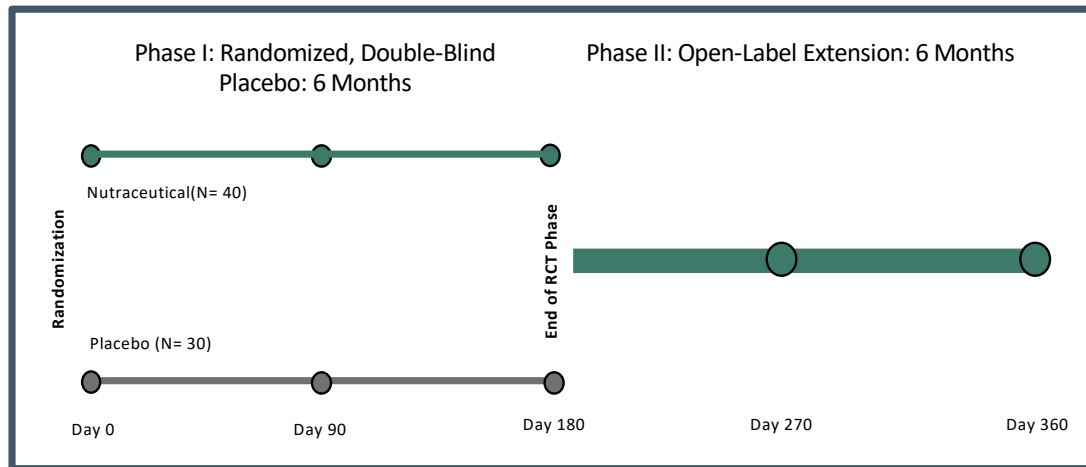 Phase I: Randomized, Double-Blind
Placebo: 6 Months
Phase II: Open-Label Extension: 6 Months
Nutraceutical(N= 40)
Randomization
End of RCT Phase
Placebo (N= 30)
Day 0
Day 90
Day 180
Day 270
Day 360